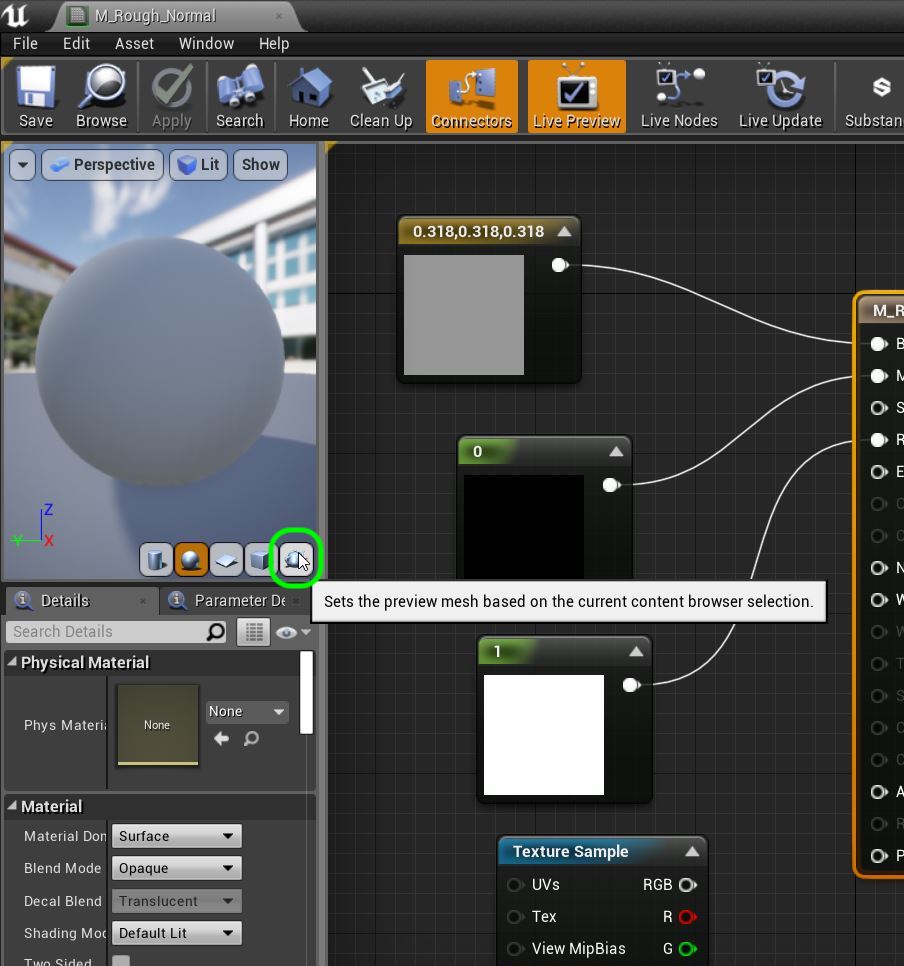 M_Rough_Normal
File Edit Asset Window Help
Save Browse Apply Search Home Clean Up Connectors Live Preview Live Nodes Live Update Substan
Perspective Lit Show
0.318,0.318,0.318
M_R
B
M
S
R
E
C
C
N
W
W
T
S
C
C
A
R
P
0
Z
Y X
Sets the preview mesh based on the current content browser selection.
Details Parameter De
Search Details
1
Physical Material
Phys Materi None None
Material
Material Don Surface
Blend Mode Opaque
Decal Blend Translucent
Shading Mod Default Lit
Two Sided
Texture Sample
UVs RGB
Tex R
View MipBias G